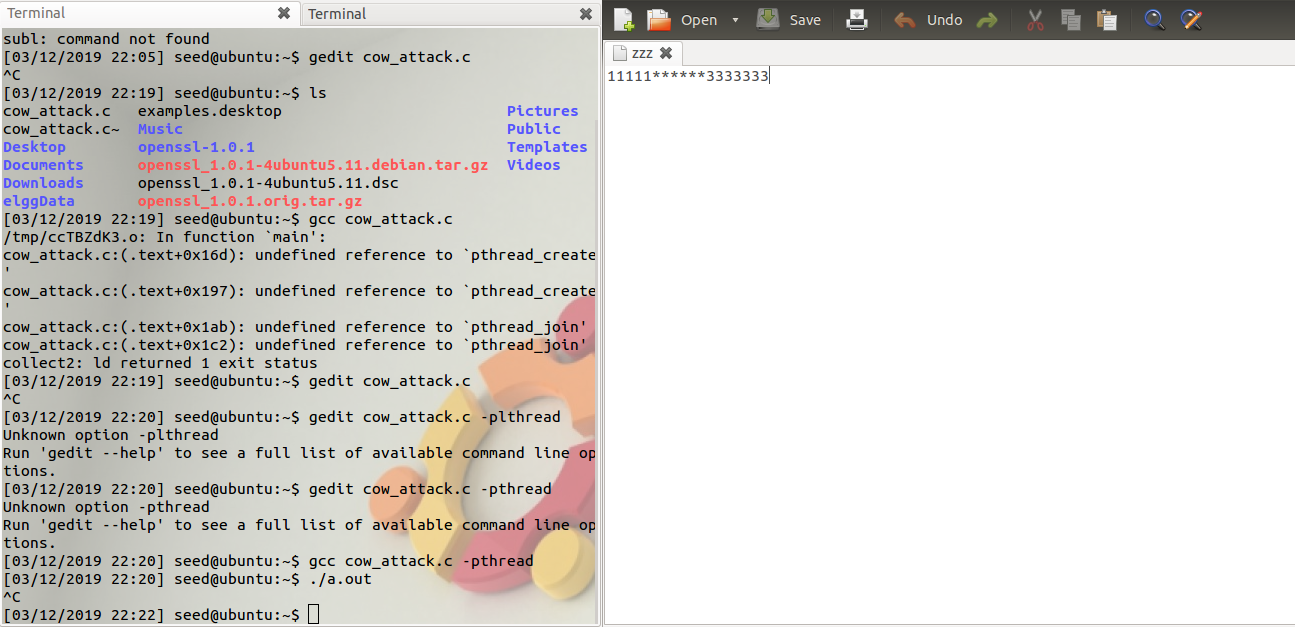 Terminal
Terminal
subl: command not found
[03/12/2019 22:05] seed@ubuntu:~$ gedit cow_attack.c
^C
[03/12/2019 22:19] seed@ubuntu:~$ ls
cow_attack.c examples.desktop Pictures
cow_attack.c~ Music Public
Desktop openssl-1.0.1 Templates
Documents openssl_1.0.1-4ubuntu5.11.debian.tar.gz Videos
Downloads openssl_1.0.1-4ubuntu5.11.dsc
elggData openssl_1.0.1.orig.tar.gz
[03/12/2019 22:19] seed@ubuntu:~$ gcc cow_attack.c
/tmp/ccTBZdK3.o: In function `main':
cow_attack.c:(.text+0x16d): undefined reference to `pthread_create
'
cow_attack.c:(.text+0x197): undefined reference to `pthread_create
'
cow_attack.c:(.text+0x1ab): undefined reference to `pthread_join'
cow_attack.c:(.text+0x1c2): undefined reference to `pthread_join'
collect2: ld returned 1 exit status
[03/12/2019 22:19] seed@ubuntu:~$ gedit cow_attack.c
^C
[03/12/2019 22:20] seed@ubuntu:~$ gedit cow_attack.c -plthread
Unknown option -plthread
Run 'gedit --help' to see a full list of available command line op
tions.
[03/12/2019 22:20] seed@ubuntu:~$ gedit cow_attack.c -pthread
Unknown option -pthread
Run 'gedit --help' to see a full list of available command line op
tions.
[03/12/2019 22:20] seed@ubuntu:~$ gcc cow_attack.c -pthread
[03/12/2019 22:20] seed@ubuntu:~$ ./a.out
^C
[03/12/2019 22:22] seed@ubuntu:~$
Open Save Undo
zzz
11111******3333333